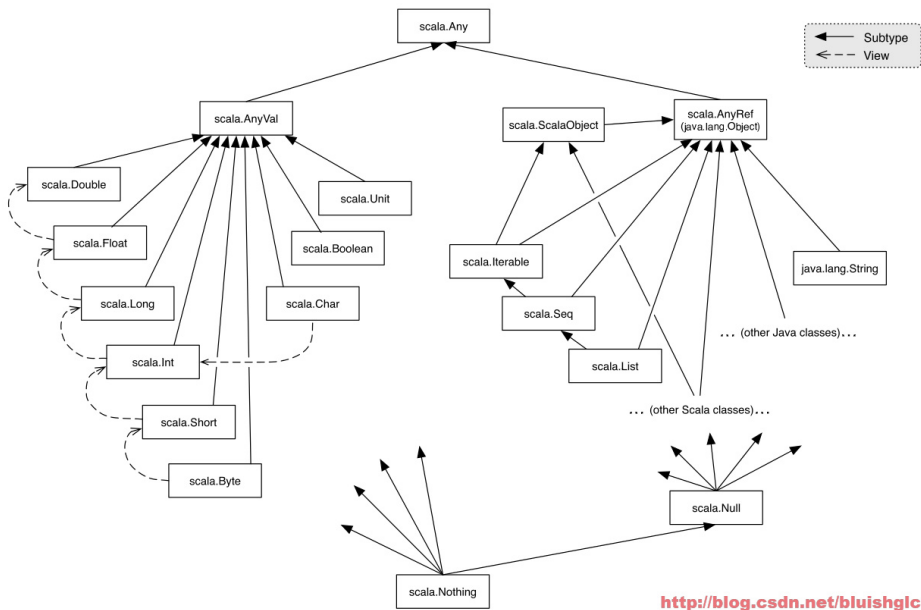 scala.Any
Subtype
View
scala.AnyVal
scala.ScalaObject
scala.AnyRef
(java.lang.Object)
scala.Double
scala.Unit
scala.Float
scala.Boolean
scala.Iterable
java.lang.String
scala.Long
scala.Char
scala.Seq
... (other Java classes)...
scala.Int
scala.List
scala.Short
... (other Scala classes)...
scala.Byte
scala.Null
scala.Nothing
http://blog.csdn.net/bluishglc